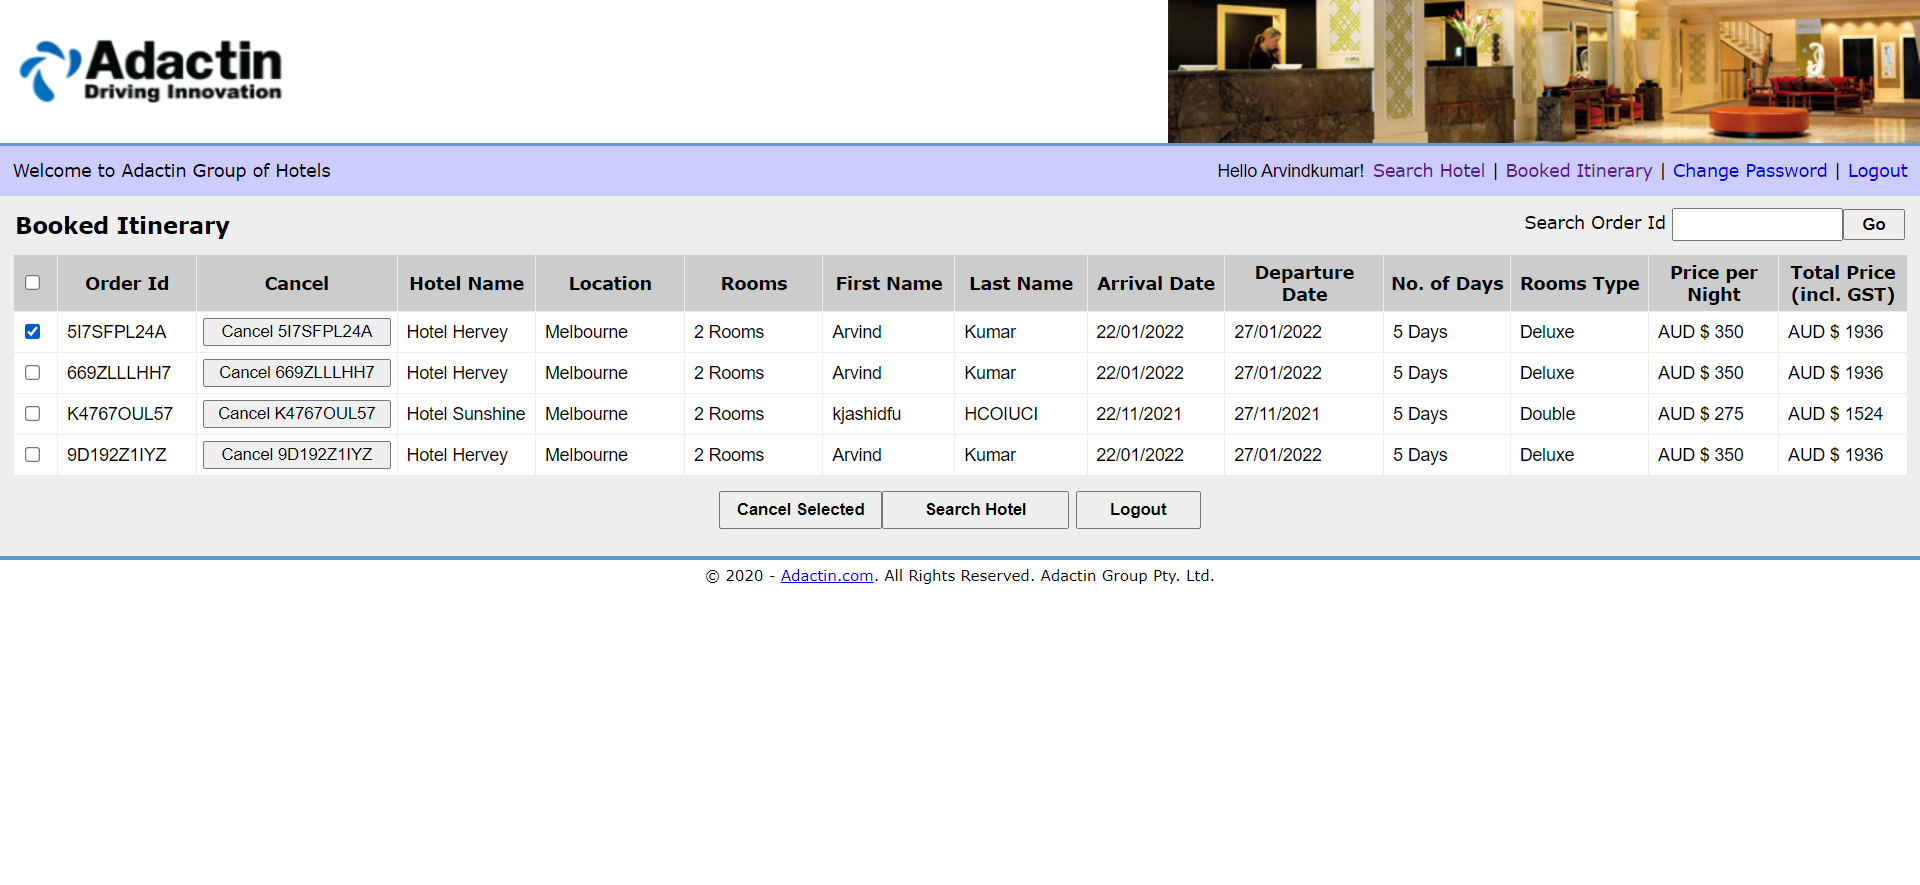 Adactin
Driving Innovation
Welcome to Adactin Group of Hotels
Hello Arvindkumar! Search Hotel | Booked Itinerary | Change Password | Logout
Booked Itinerary
Search Order Id Go
Order Id Cancel Hotel Name Location Rooms First Name Last Name Arrival Date Departure Date No. of Days Rooms Type Price per Night Total Price (incl. GST)
5I7SFPL24A Cancel 5I7SFPL24A Hotel Hervey Melbourne 2 Rooms Arvind Kumar 22/01/2022 27/01/2022 5 Days Deluxe AUD $ 350 AUD $ 1936
669ZLLLHH7 Cancel 669ZLLLHH7 Hotel Hervey Melbourne 2 Rooms Arvind Kumar 22/01/2022 27/01/2022 5 Days Deluxe AUD $ 350 AUD $ 1936
K4767OUL57 Cancel K4767OUL57 Hotel Sunshine Melbourne 2 Rooms kjashidfu HCOIUCI 22/11/2021 27/11/2021 5 Days Double AUD $ 275 AUD $ 1524
9D192Z1IYZ Cancel 9D192Z1IYZ Hotel Hervey Melbourne 2 Rooms Arvind Kumar 22/01/2022 27/01/2022 5 Days Deluxe AUD $ 350 AUD $ 1936
Cancel Selected Search Hotel Logout
© 2020 - Adactin.com. All Rights Reserved. Adactin Group Pty. Ltd.